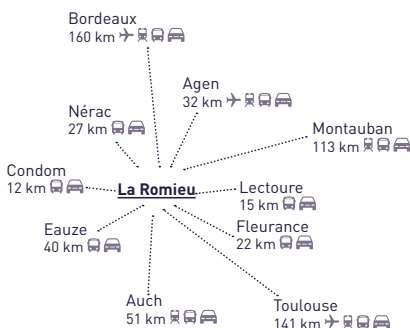 Bordeaux
160 km
Agen
32 km
Nérac
27 km
Montauban
113 km
Condom
12 km
La Romieu
Lectoure
15 km
Fleurance
22 km
Eauze
40 km
Auch
51 km
Toulouse
141 km